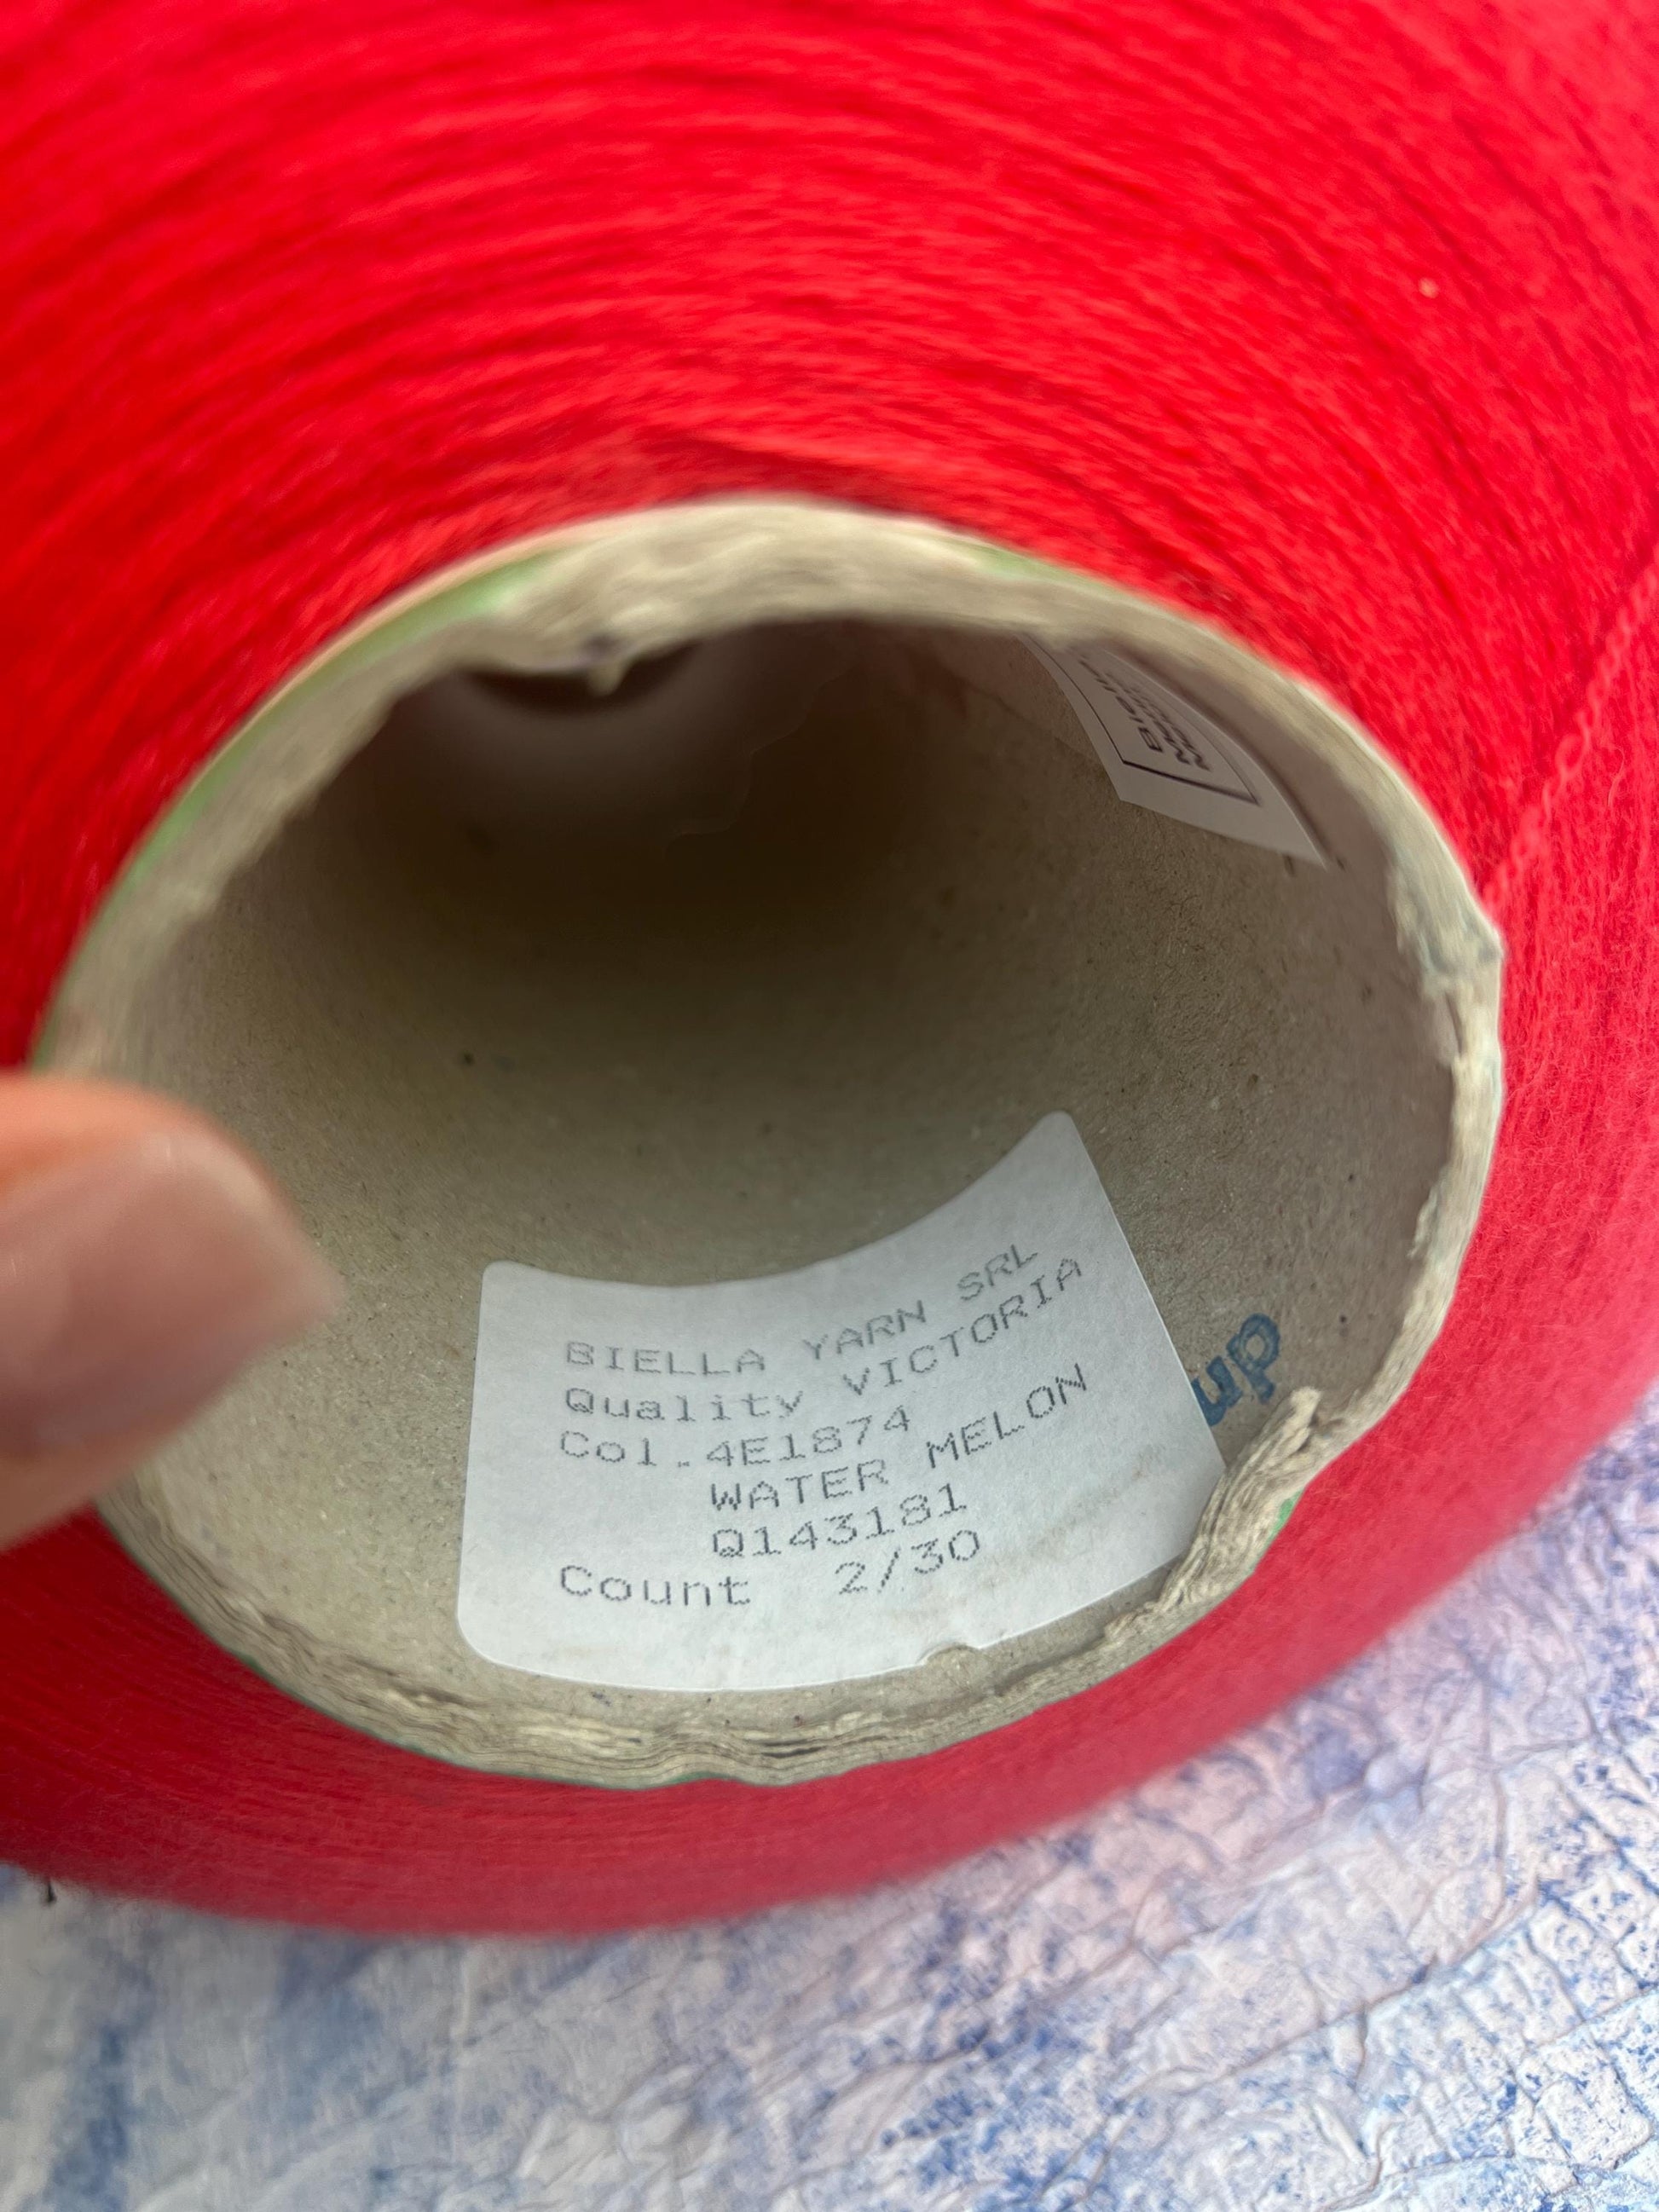 BIELLA YARN SRL
Quality VICTORIA
Col.4E1874
WATER MELON
Q143181
Count 2/30